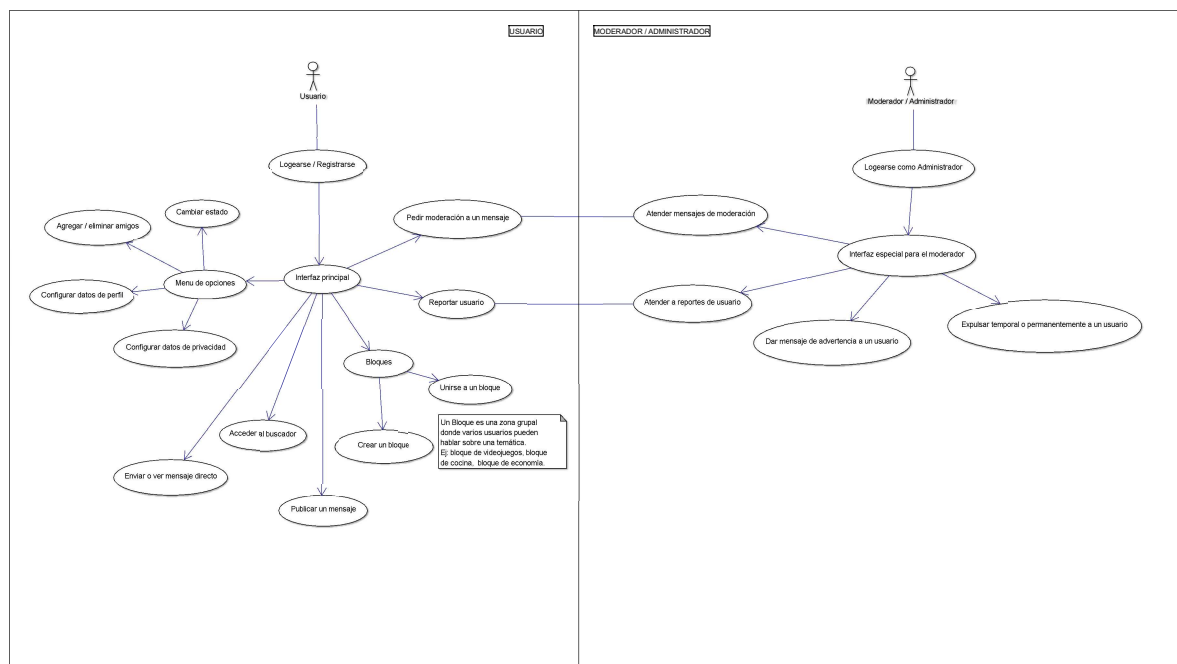 USUARIO
MODERADOR / ADMINISTRADOR
Usuario
Moderador / Administrador
Logearse / Registrarse
Logearse como Administrador
Cambiar estado
Agregar / eliminar amigos
Pedir moderación a un mensaje
Atender mensajes de moderación
Interfaz especial para el moderador
Menu de opciones
Interfaz principal
Configurar datos de perfil
Reportar usuario
Atender a reportes de usuario
Expulsar temporal o permanentemente a un usuario
Configurar datos de privacidad
Dar mensaje de advertencia a un usuario
Bloques
Unirse a un bloque
Acceder al buscador
Crear un bloque
Un Bloque es una zona grupal
donde varios usuarios pueden
hablar sobre una temática.
Ej: bloque de videojuegos, bloque
de cocina, bloque de economia.
Enviar o ver mensaje directo
Publicar un mensaje